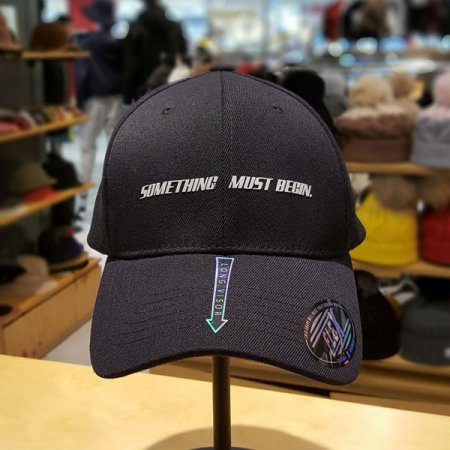 SOMETHING MUST BEGIN.
LONG VISOR